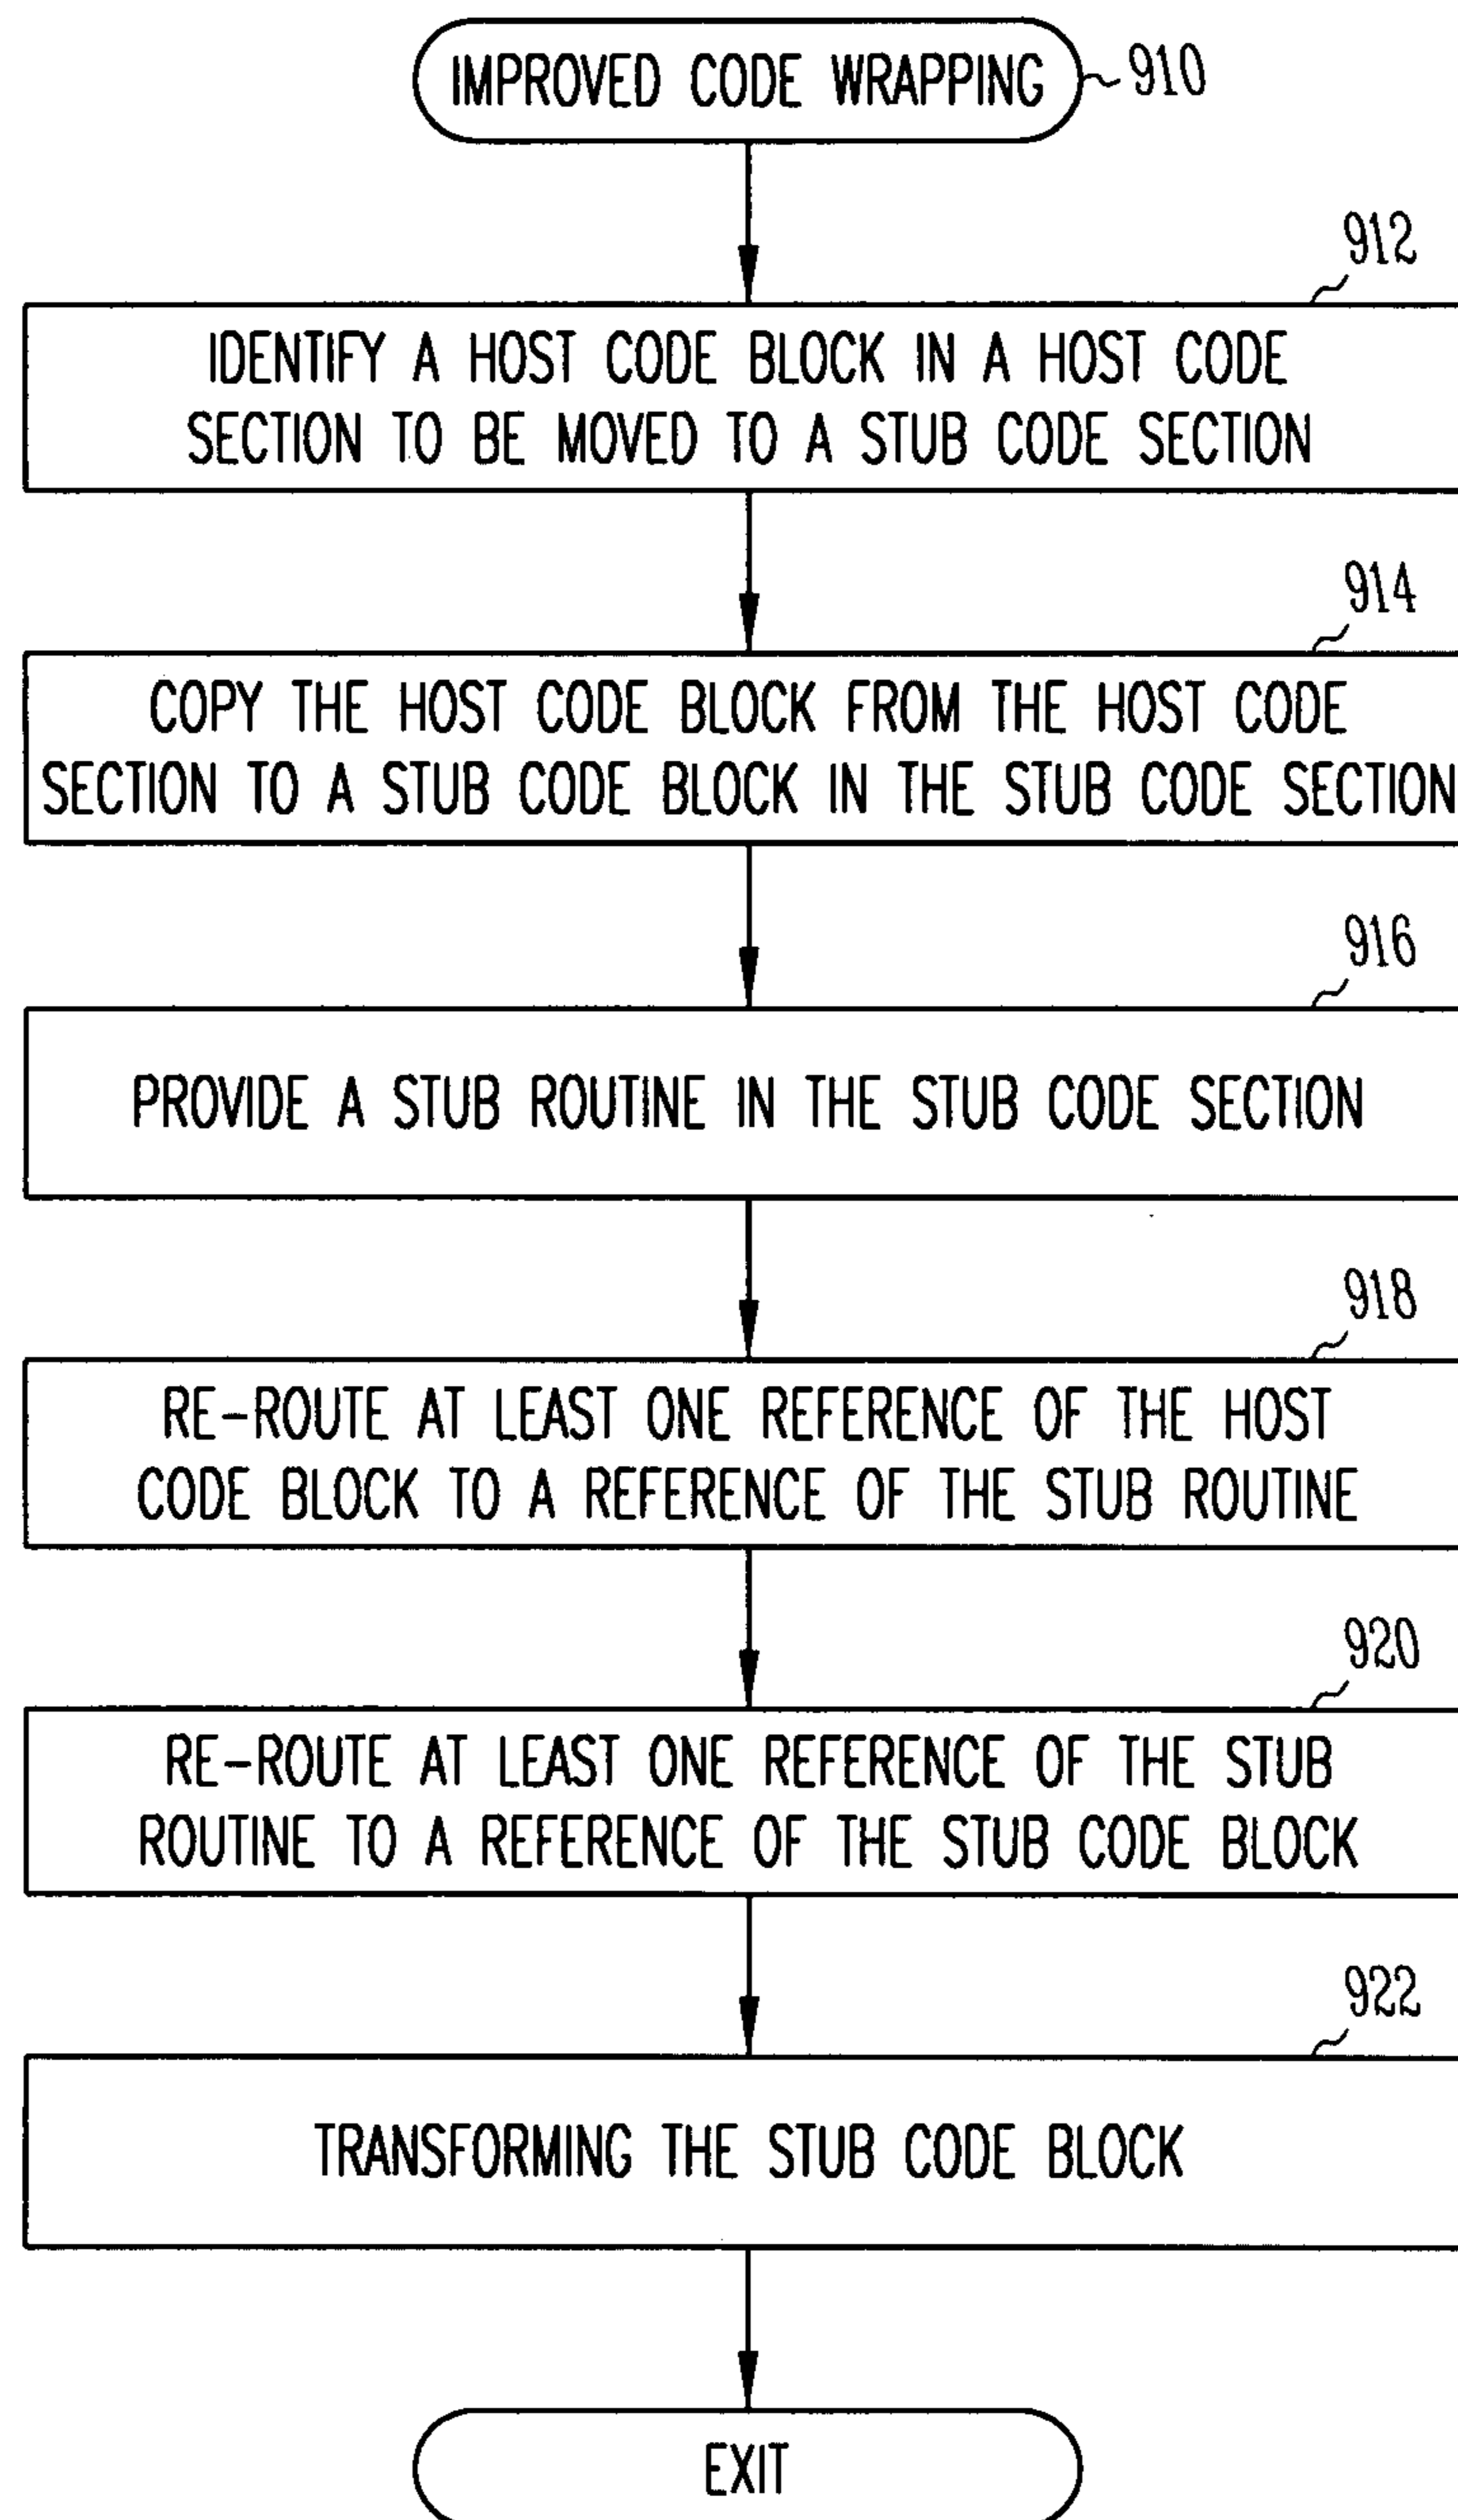 IMPROVED CODE WRAPPING
910
912
IDENTIFY A HOST CODE BLOCK IN A HOST CODE
SECTION TO BE MOVED TO A STUB CODE SECTION
914
COPY THE HOST CODE BLOCK FROM THE HOST CODE
SECTION TO A STUB CODE BLOCK IN THE STUB CODE SECTION
916
PROVIDE A STUB ROUTINE IN THE STUB CODE SECTION
918
RE-ROUTE AT LEAST ONE REFERENCE OF THE HOST
CODE BLOCK TO A REFERENCE OF THE STUB ROUTINE
920
RE-ROUTE AT LEAST ONE REFERENCE OF THE STUB
ROUTINE TO A REFERENCE OF THE STUB CODE BLOCK
922
TRANSFORMING THE STUB CODE BLOCK
EXIT